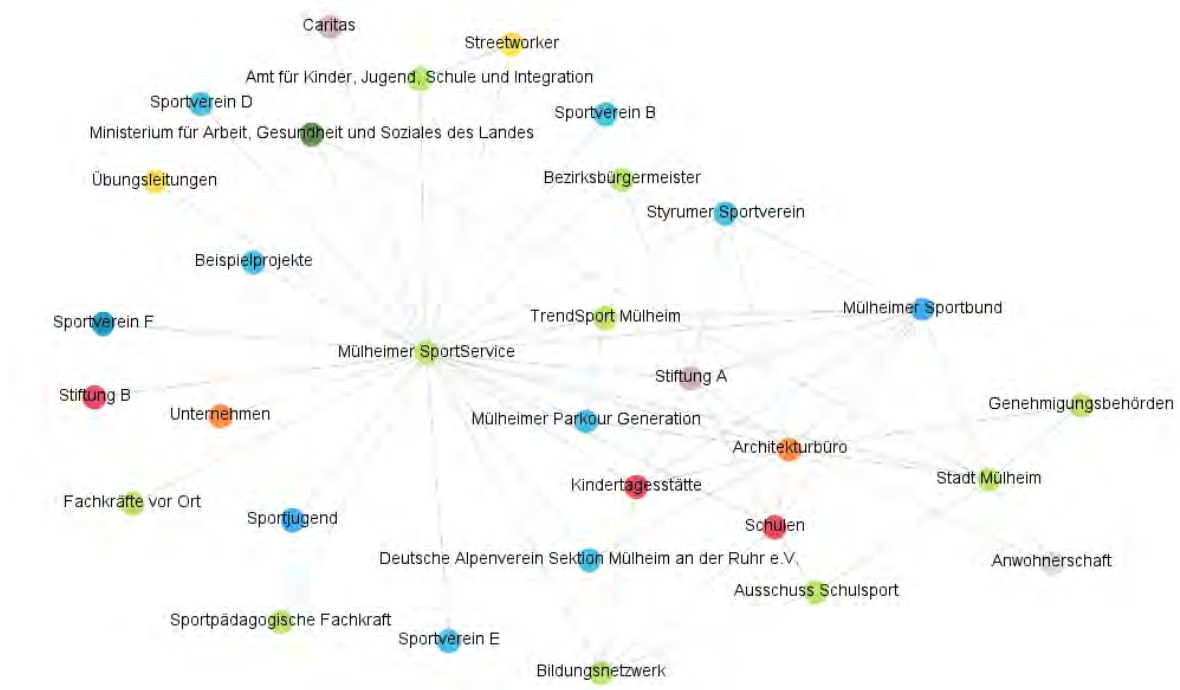 Caritas
Streetworker
Amt für Kinder, Jugend, Schule und Integration
Sportverein D
Sportverein B
Ministerium für Arbeit, Gesundheit und Soziales des Landes
Übungsleitungen
Bezirksbürgermeister
Styrumer Sportverein
Beispielprojekte
Mülheimer Sportbund
TrendSport Mülheim
Sportverein F
Mülheimer SportService
Stiftung A
Stiftung B
Genehmigungsbehörden
Unternehmen
Mülheimer Parkour Generation
Architekturbüro
Stadt Mülheim
Kindertagesstätte
Fachkräfte vor Ort
Sportjugend
Schulen
Deutsche Alpenverein Sektion Mülheim an der Ruhr e.V.
Anwohnerschaft
Ausschuss Schulsport
Sportpädagogische Fachkraft
Sportverein E
Bildungsnetzwerk